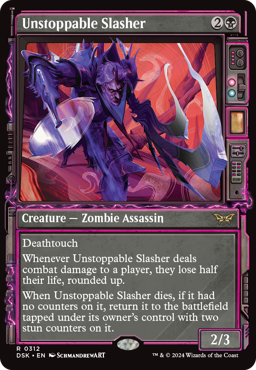 Unstoppable Slasher 2
Creature — Zombie Assassin
Deathtouch
Whenever Unstoppable Slasher deals
combat damage to a player, they lose half
their life, rounded up.
When Unstoppable Slasher dies, if it had
no counters on it, return it to the battlefield
tapped under its owner's control with two
stun counters on it.
2/3
R 0312
DSK • EN SchmandrewART
™ & © 2024 Wizards of the Coast